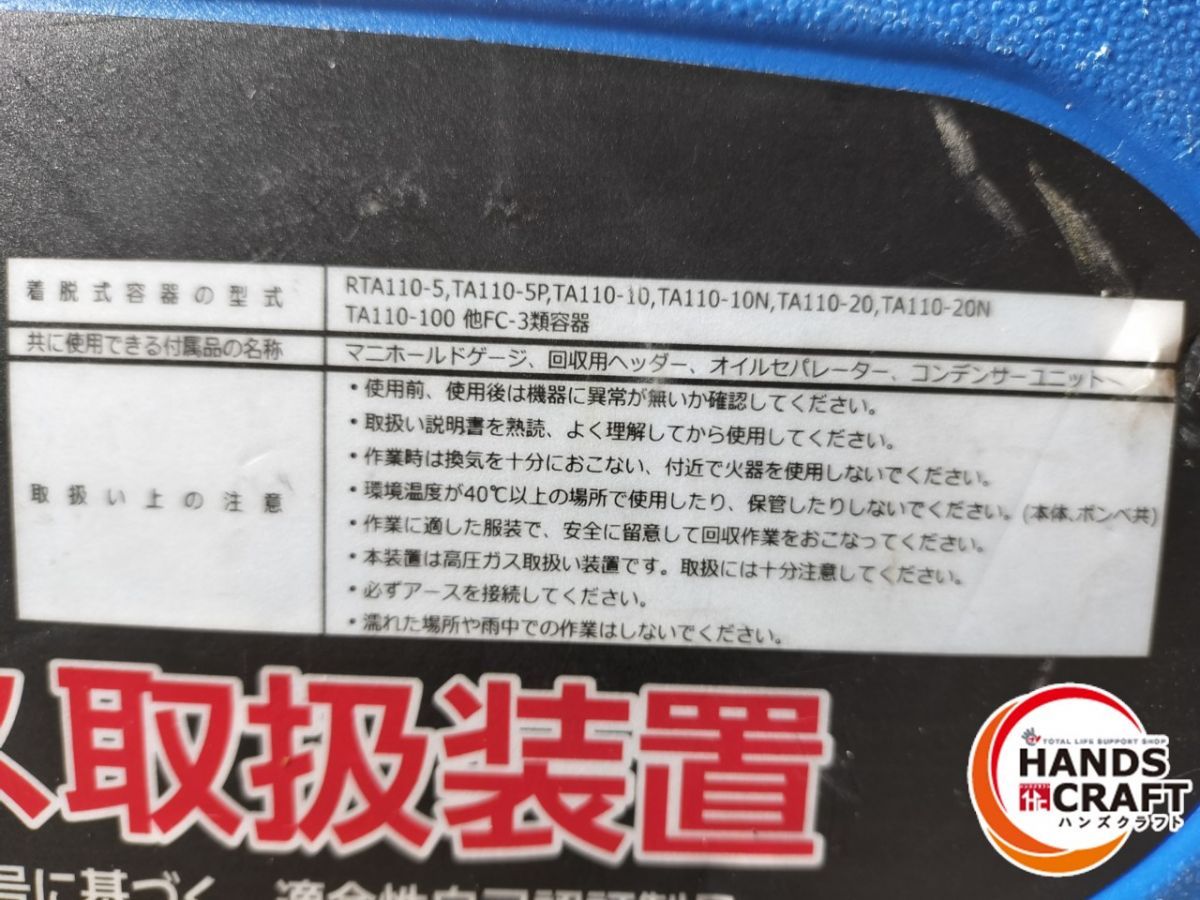 着脱式容器の型式
RTA110-5,TA110-5P,TA110-10,TA110-10N,TA110-20,TA110-20N
TA110-100 他FC-3類容器
共に使用できる付属品の名称
マニホールドゲージ、回収用ヘッダー、オイルセパレーター、コンデンサーユニット
取扱い上の注意
・使用前、使用後は機器に異常が無いか確認してください。
・取扱い説明書を熟読、よく理解してから使用してください。
・作業時は換気を十分におこない、付近で火器を使用しないでください。
・環境温度が40℃以上の場所で使用したり、保管したりしないでください。(本体、ボンベ共)
・作業に適した服装で、安全に留意して回収作業をおこなってください。
・本装置は高圧ガス取扱い装置です。取扱には十分注意してください。
・必ずアースを接続してください。
・濡れた場所や雨中での作業はしないでください。
ス取扱装置
号に基づく、適合性自己認証製
TOTAL LIFE SUPPORT SHOP
HANDS
CRAFT
ハンズクラフト